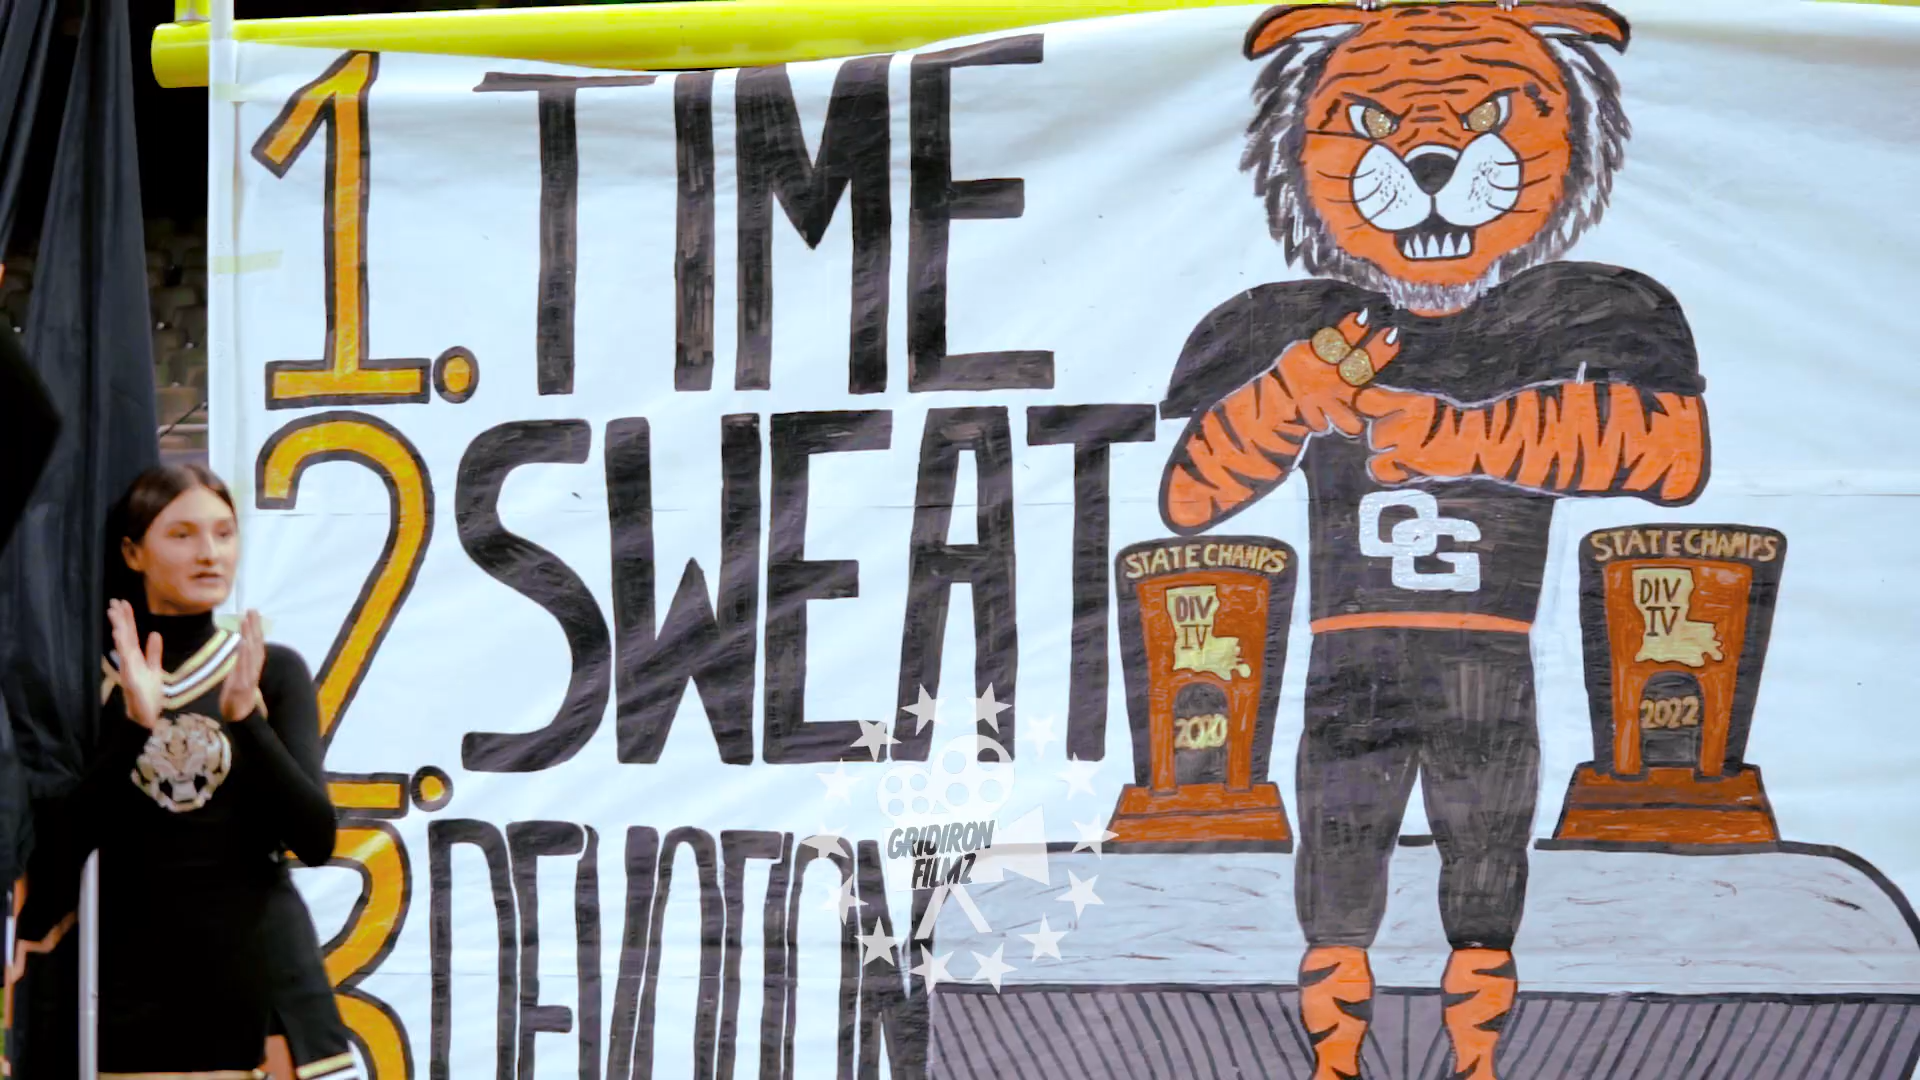 1. TIME
2. SWEAT
3 DEVOTION
OG
STATE CHAMPS
DIV
IV
2020
STATE CHAMPS
DIV
IV
2022
GRIDIRON
FILMZ